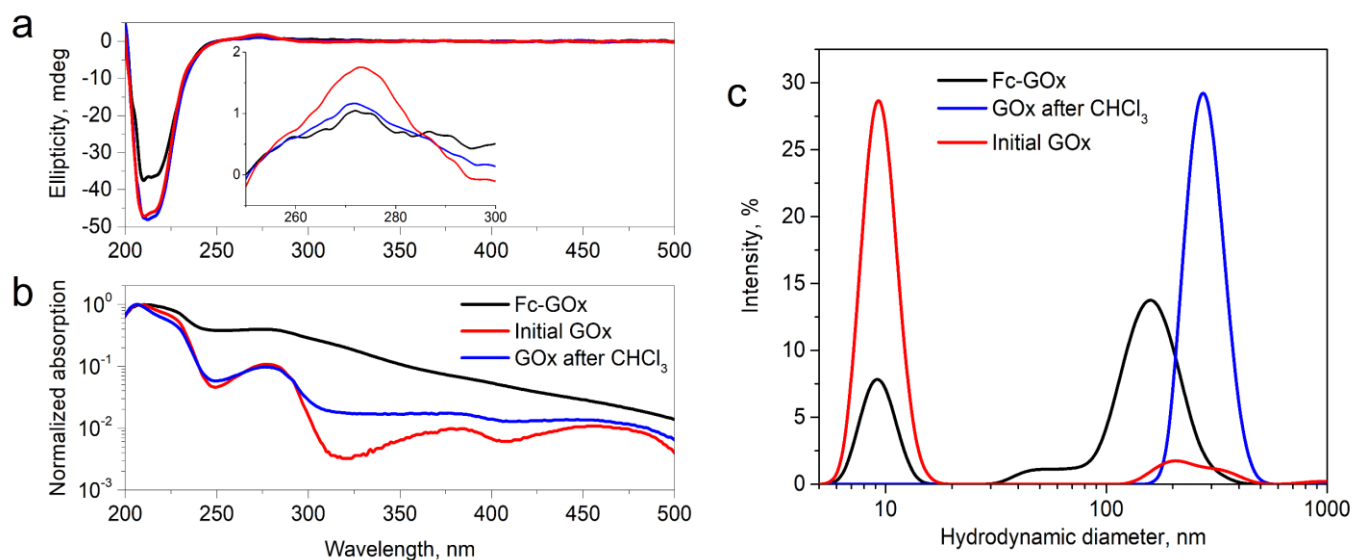 a
Ellipticity, mdeg
0
-10
-20
-30
-40
-50
2
1
0
260 280 300
200 250 300 350 400 450 500
b
Normalized absorption
10⁰
10⁻¹
10⁻²
10⁻³
Fc-GOx
Initial GOx
GOx after CHCl₃
200 250 300 350 400 450 500
Wavelength, nm
c
Intensity, %
30
25
20
15
10
5
0
Fc-GOx
GOx after CHCl₃
Initial GOx
10 100 1000
Hydrodynamic diameter, nm